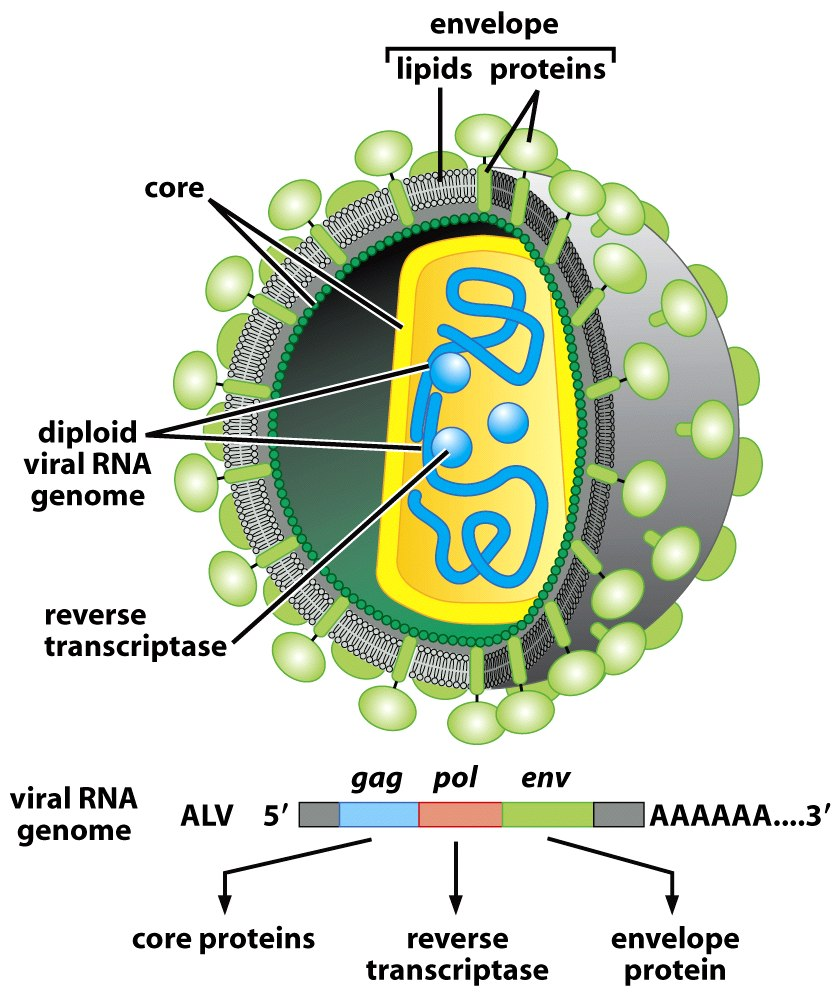 envelope
lipids proteins
core
diploid
viral RNA
genome
reverse
transcriptase
gag pol env
viral RNA
genome
ALV 5′ AAAAAA....3′
core proteins
reverse
transcriptase
envelope
protein